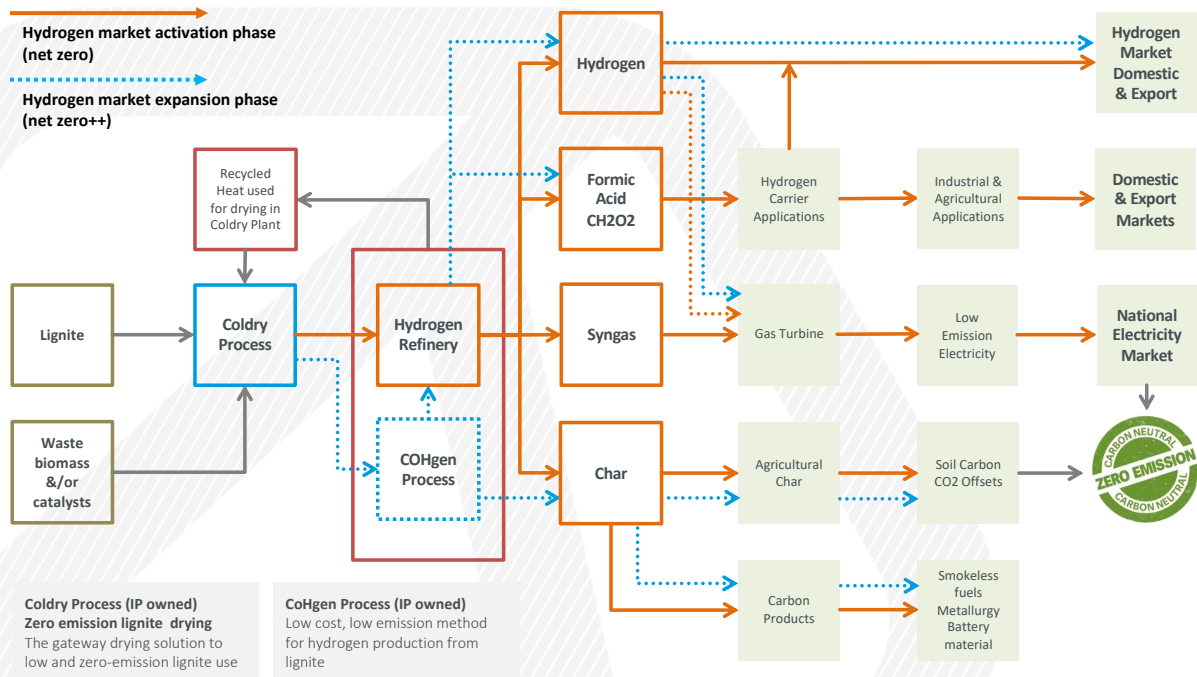 Hydrogen market activation phase
(net zero)
Hydrogen market expansion phase
(net zero++)
Hydrogen
Hydrogen
Market
Domestic
& Export
Recycled
Heat used
for drying in
Coldry Plant
Formic
Acid
CH2O2
Hydrogen
Carrier
Applications
Industrial &
Agricultural
Applications
Domestic
& Export
Markets
Lignite
Coldry
Process
Hydrogen
Refinery
Syngas
Gas Turbine
Low
Emission
Electricity
National
Electricity
Market
Waste
biomass
&/or
catalysts
COHgen
Process
Char
Agricultural
Char
Soil Carbon
CO2 Offsets
CARBON NEUTRAL
ZERO EMISSION
CARBON NEUTRAL
Carbon
Products
Smokeless
fuels
Metallurgy
Battery
material
Coldry Process (IP owned)
Zero emission lignite drying
The gateway drying solution to
low and zero-emission lignite use
CoHgen Process (IP owned)
Low cost, low emission method
for hydrogen production from
lignite